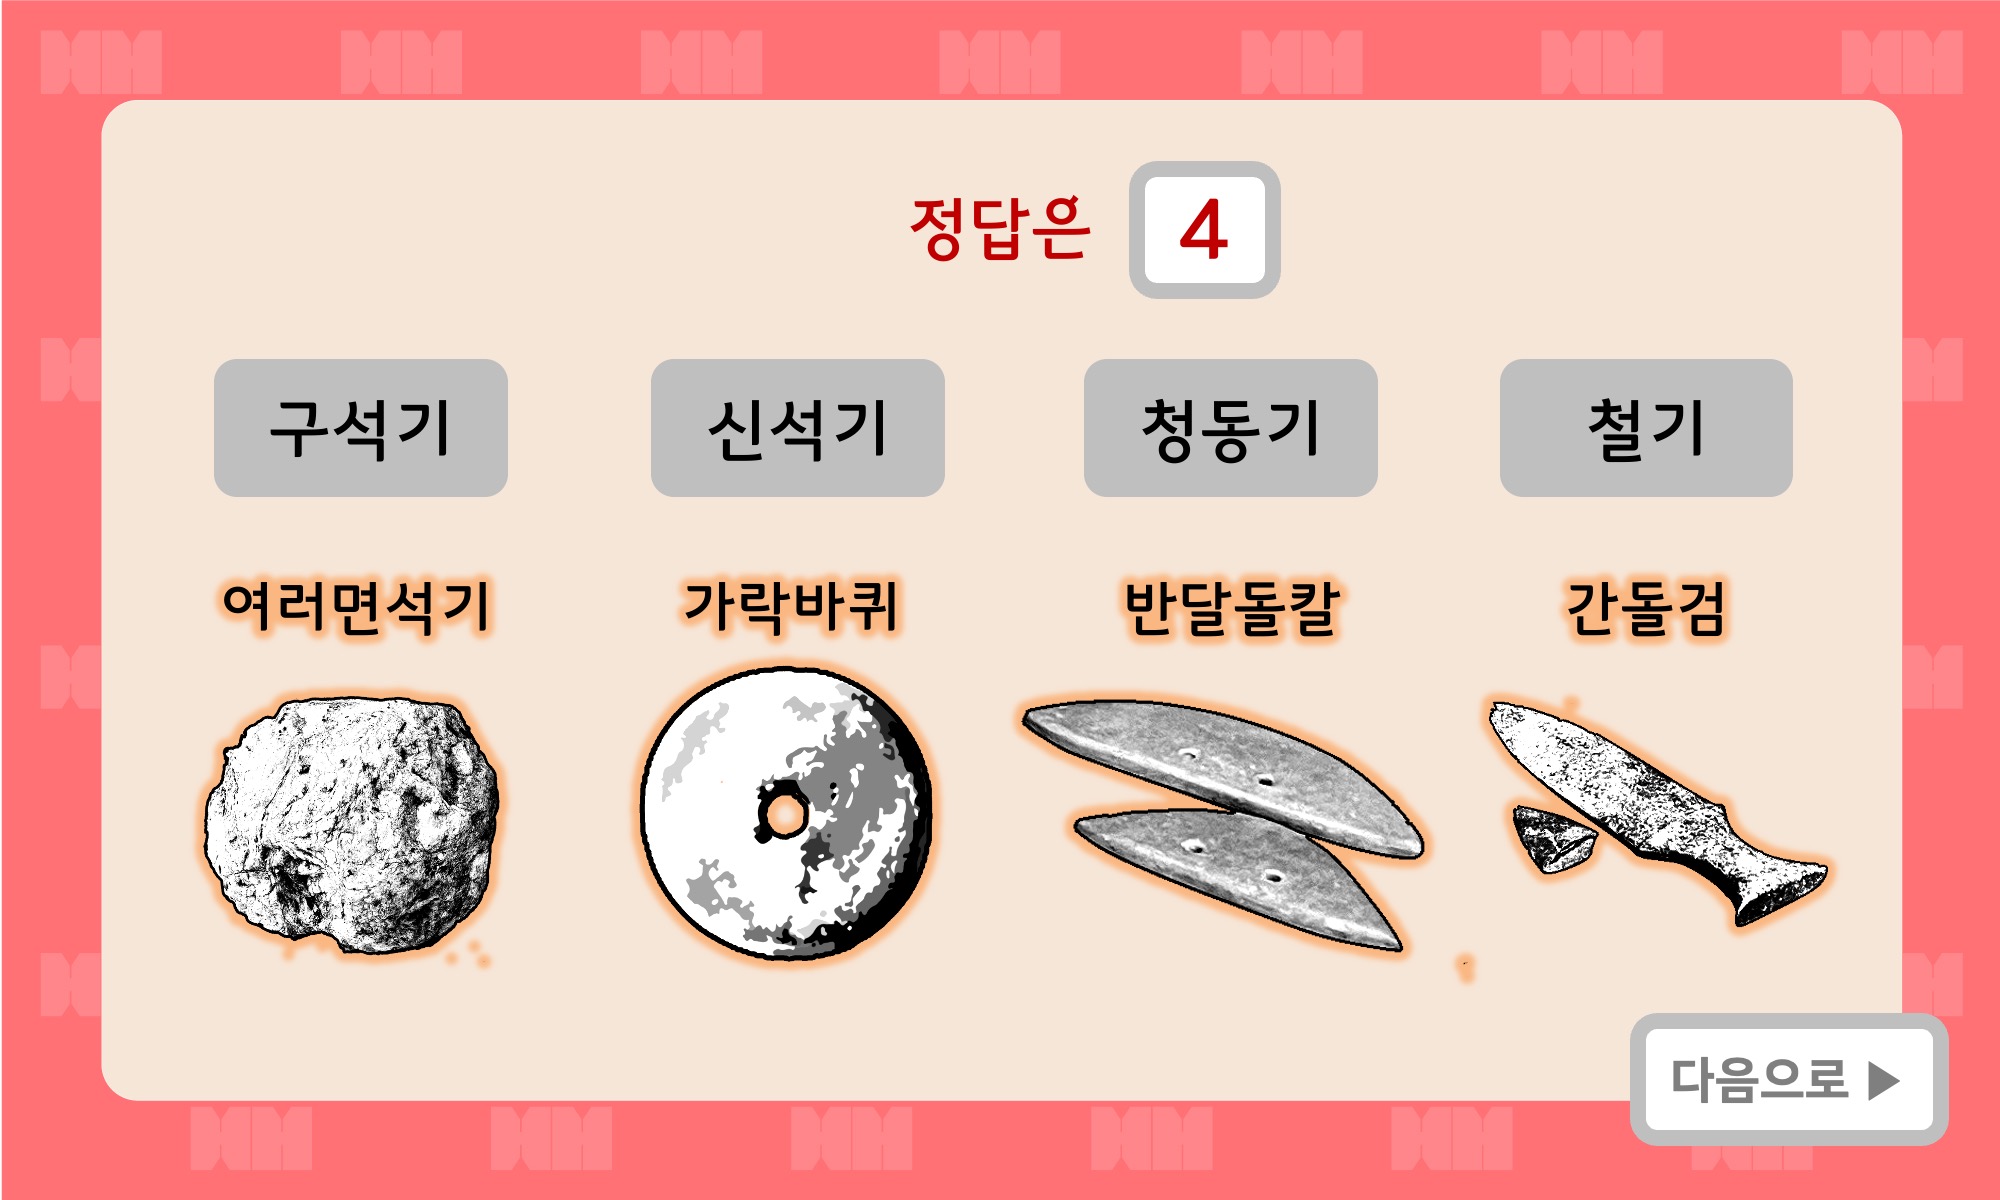 정답은 4
구석기 신석기 청동기 철기
여러면석기 가락바퀴 반달돌칼 간돌검
다음으로 ▶